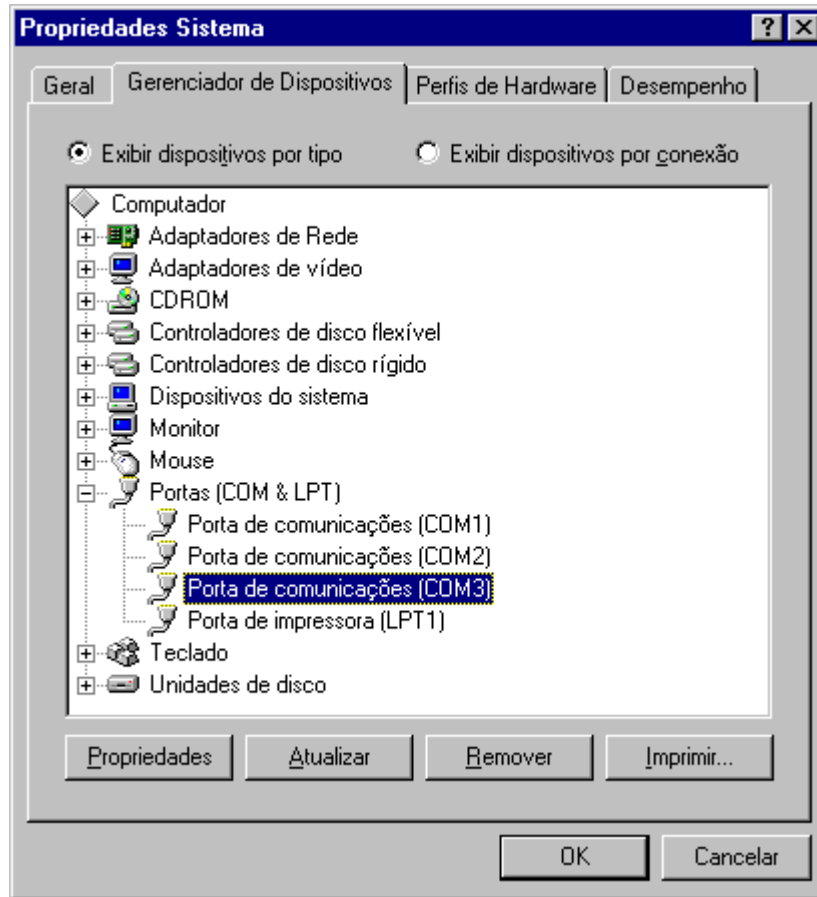 Propriedades Sistema
Geral Gerenciador de Dispositivos Perfis de Hardware Desempenho
Exibir dispositivos por tipo Exibir dispositivos por conexão
Computador
Adaptadores de Rede
Adaptadores de vídeo
CDROM
Controladores de disco flexível
Controladores de disco rígido
Dispositivos do sistema
Monitor
Mouse
Portas (COM & LPT)
Porta de comunicações (COM1)
Porta de comunicações (COM2)
Porta de comunicações (COM3)
Porta de impressora (LPT1)
Teclado
Unidades de disco
Propriedades Atualizar Remover Imprimir...
OK Cancelar